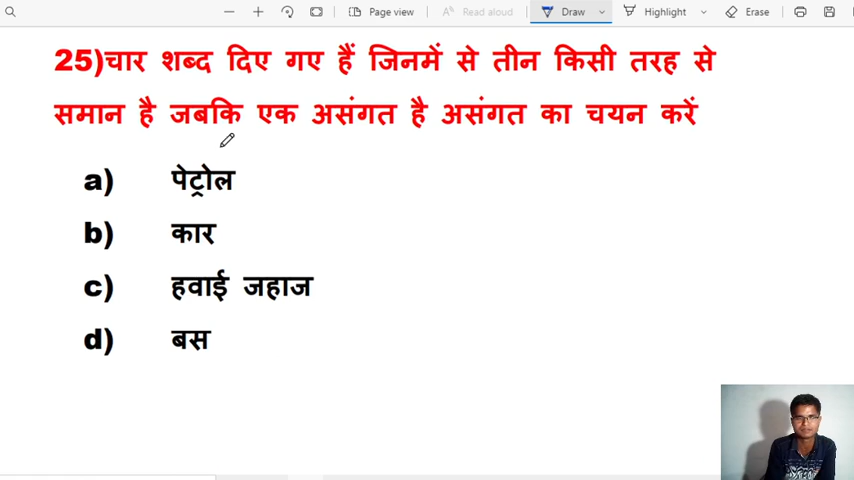 Page view
Read aloud
Draw
Highlight
Erase
25)चार शब्द दिए गए हैं जिनमें से तीन किसी तरह से
समान है जबकि एक असंगत है असंगत का चयन करें
a) पेट्रोल
b) कार
c) हवाई जहाज
d) बस